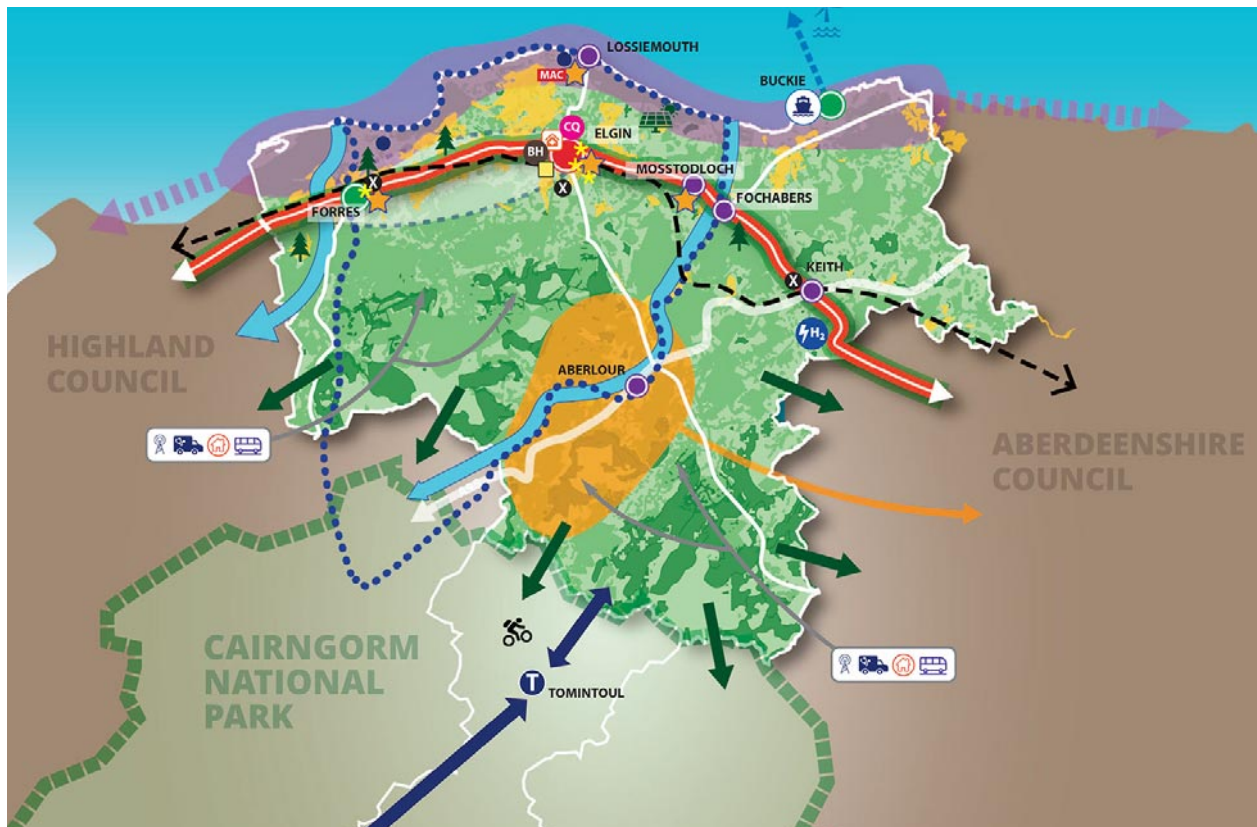 LOSSIEMOUTH
MAC
BUCKIE
CQ
ELGIN
BH
MOSSTODLOCH
X
X
FORRES
FOCHABERS
KEITH
X
H2
HIGHLAND
COUNCIL
ABERLOUR
ABERDEENSHIRE
COUNCIL
CAIRNGORM
NATIONAL
PARK
T
TOMINTOUL